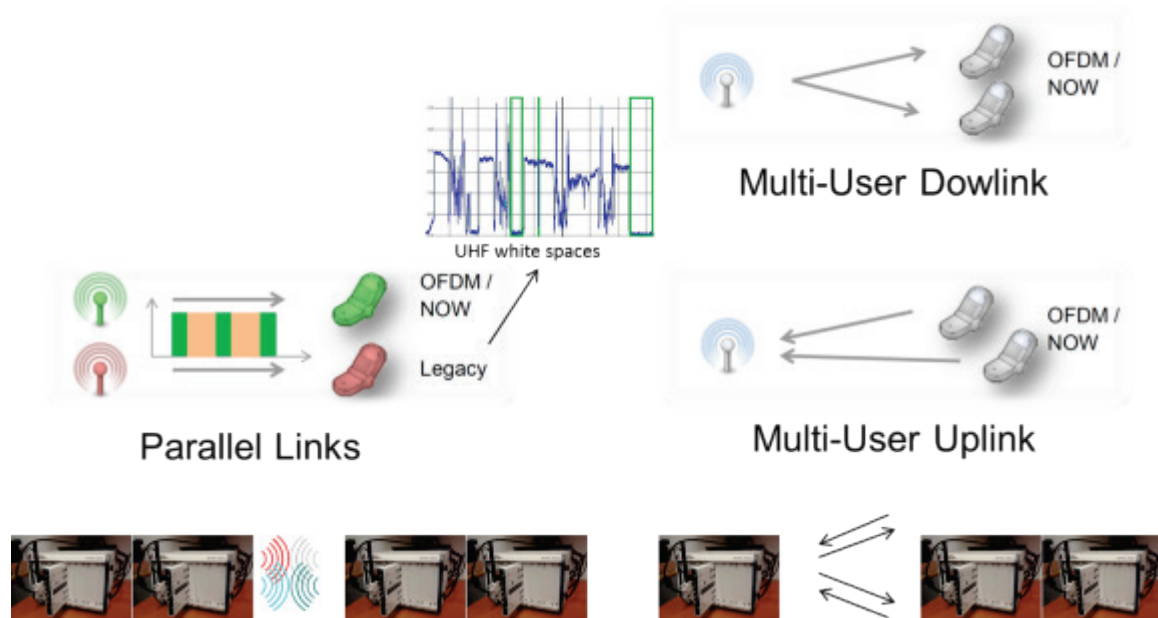 OFDM /
NOW
Multi-User Dowlink
UHF white spaces
OFDM /
NOW
Legacy
Parallel Links
OFDM /
NOW
Multi-User Uplink